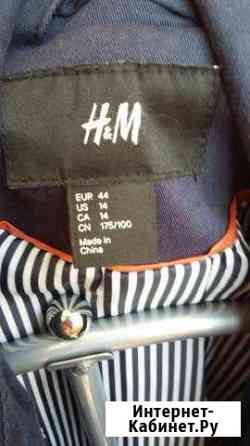 H&M
EUR 44
US 14
CA 14
CN 175/100
Made in
China
Интернет-
Кабинет.Ру